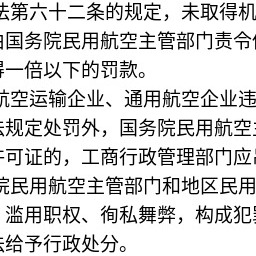 法第六十二条的规定，未取得机
由国务院民用航空主管部门责令
得一倍以下的罚款。
航空运输企业、通用航空企业违
法规定处罚外，国务院民用航空主
许可证的，工商行政管理部门应
院民用航空主管部门和地区民用
、滥用职权、徇私舞弊，构成犯罪
法给予行政处分。